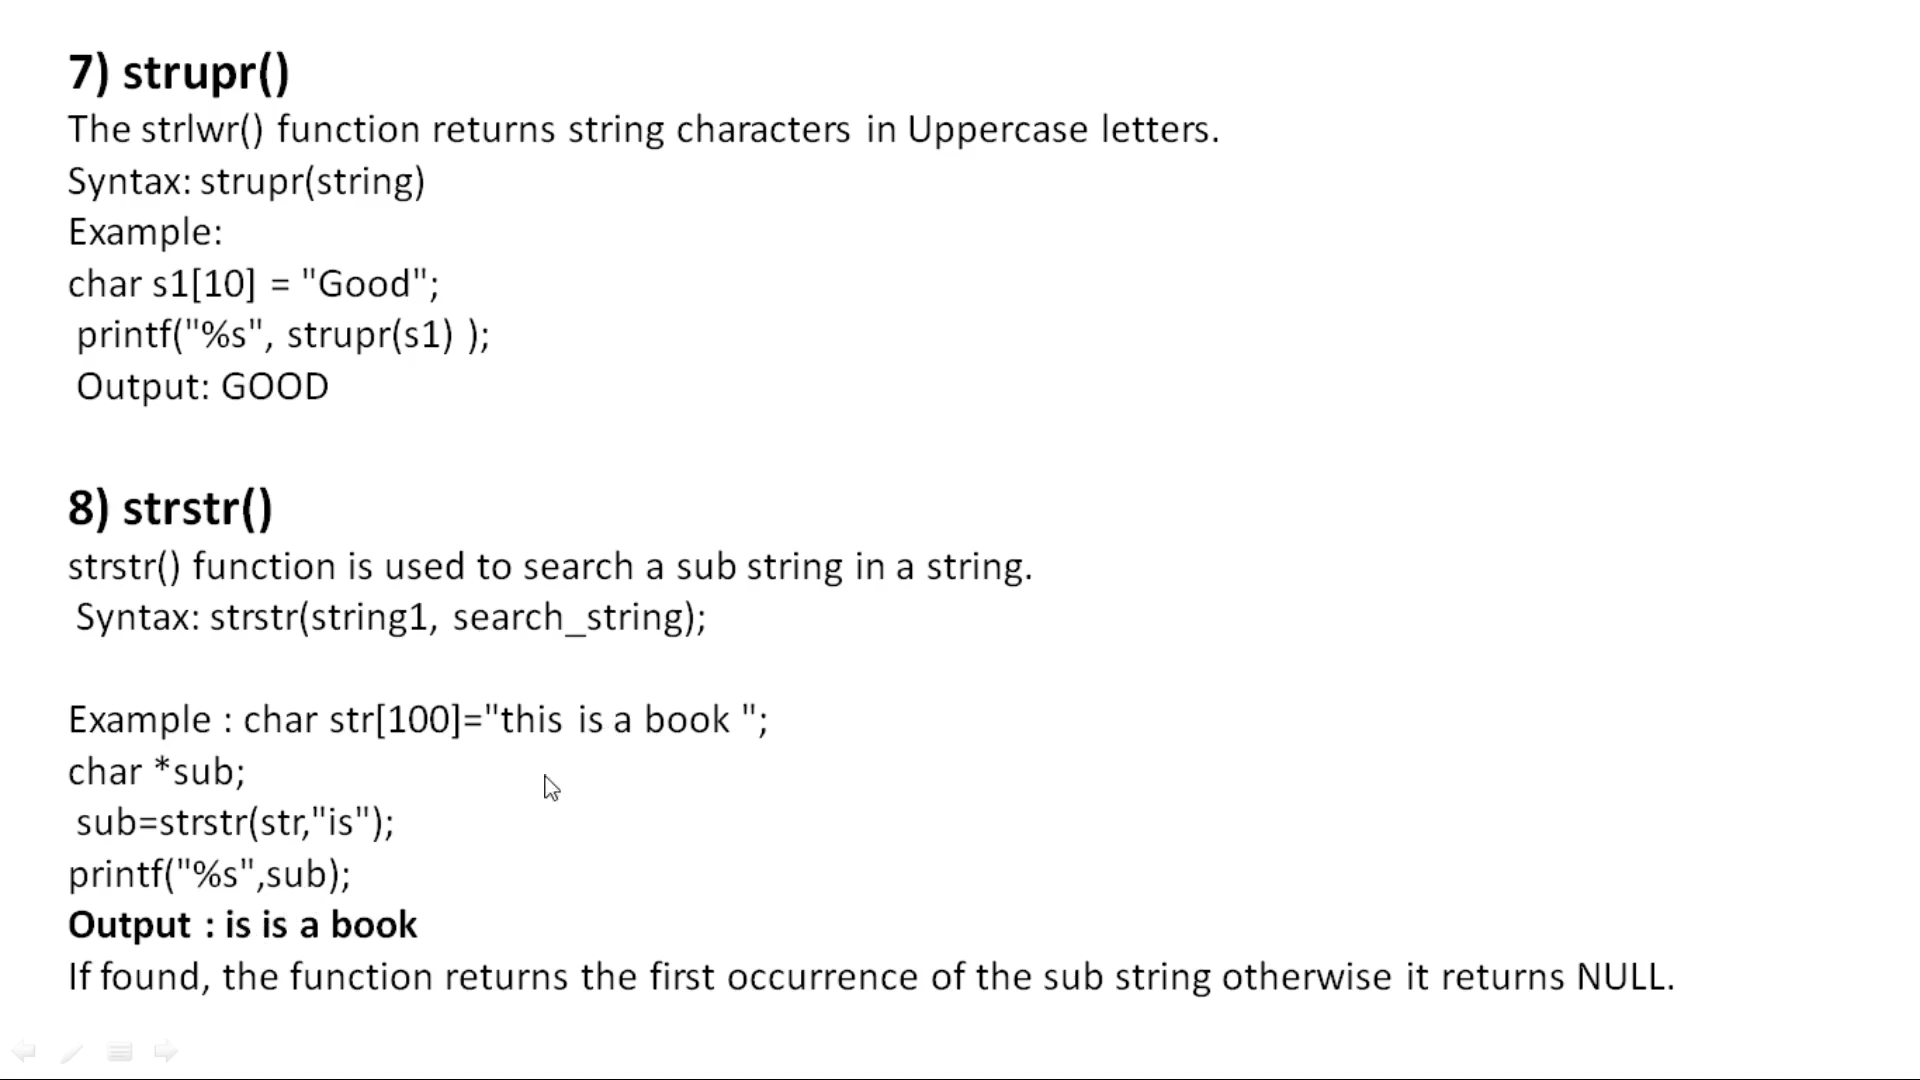 7) strupr()
The strlwr() function returns string characters in Uppercase letters.
Syntax: strupr(string)
Example:
char s1[10] = "Good";
printf("%s", strupr(s1) );
Output: GOOD
8) strstr()
strstr() function is used to search a sub string in a string.
Syntax: strstr(string1, search_string);
Example : char str[100]="this is a book ";
char *sub;
sub=strstr(str,"is");
printf("%s",sub);
Output : is is a book
If found, the function returns the first occurrence of the sub string otherwise it returns NULL.